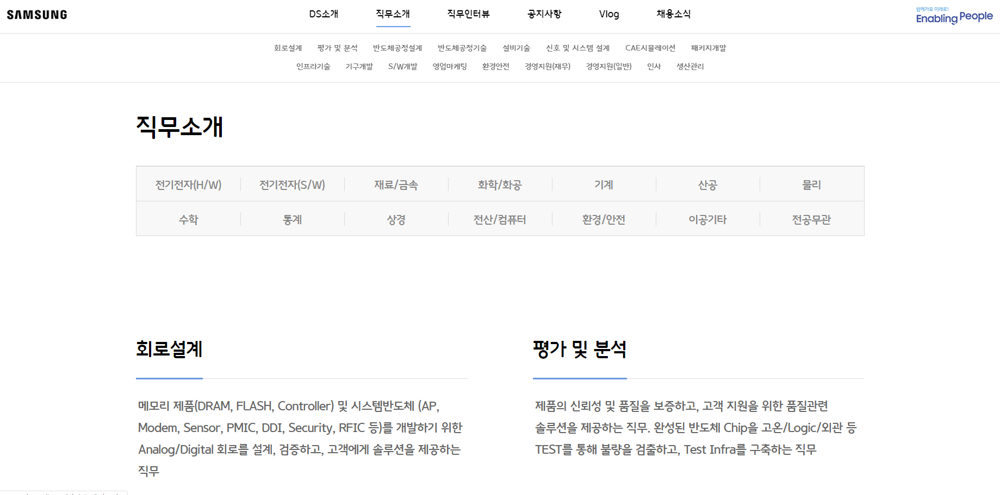 SAMSUNG
DS소개 직무소개 직무인터뷰 공지사항 Vlog 채용소식
함께가요 미래로!
Enabling People
회로설계 평가 및 분석 반도체공정설계 반도체공정기술 설비기술 신호 및 시스템 설계 CAE시뮬레이션 패키지개발
인프라기술 기구개발 S/W개발 영업마케팅 환경안전 경영지원(재무) 경영지원(일반) 인사 생산관리
직무소개
전기전자(H/W) 전기전자(S/W) 재료/금속 화학/화공 기계 산공 물리
수학 통계 상경 전산/컴퓨터 환경/안전 이공기타 전공무관
회로설계
메모리 제품(DRAM, FLASH, Controller) 및 시스템반도체 (AP,
Modem, Sensor, PMIC, DDI, Security, RFIC 등)를 개발하기 위한
Analog/Digital 회로를 설계, 검증하고, 고객에게 솔루션을 제공하는
직무
평가 및 분석
제품의 신뢰성 및 품질을 보증하고, 고객 지원을 위한 품질관련
솔루션을 제공하는 직무. 완성된 반도체 Chip을 고온/Logic/외관 등
TEST를 통해 불량을 검출하고, Test Infra를 구축하는 직무